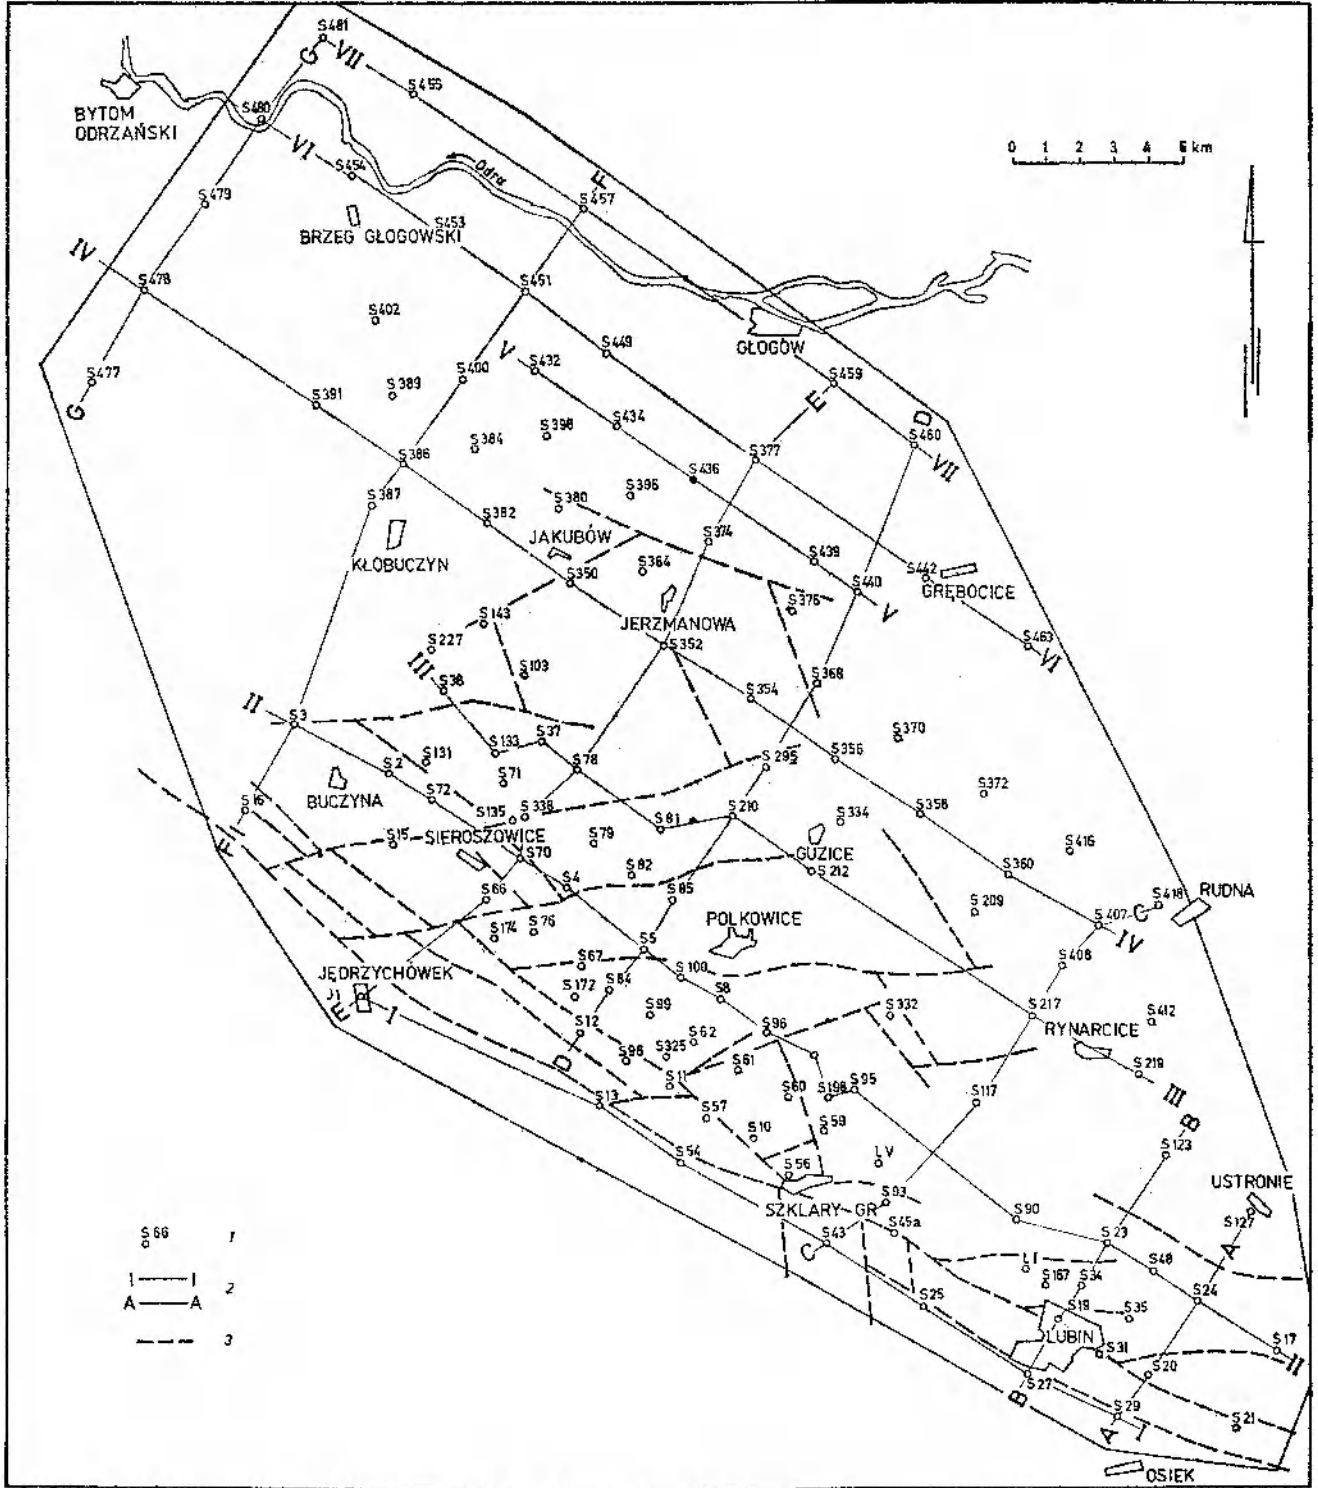 S481
G
VII
S455
BYTOM
ODRZAŃSKI
S480
VI
S454
Odra
0 1 2 3 4 5 km
F
S457
S479
S453
BRZEG GŁOGOWSKI
IV
S478
S451
S402
S449
GŁOGÓW
V
S432
S477
G
S400
S459
E
S391
S389
D
S434
S460
S398
S384
S377
VII
S386
S436
S395
S387
S380
S382
S374
JAKUBÓW
S439
KŁOBUCZYN
S364
S350
S440
S442
GRĘBOCICE
S376
V
S143
JERZMANOWA
S227
S352
S463
VI
III
S38
S103
S368
S354
II
S3
S370
S37
S133
S356
S131
S2
S78
S295
S71
S372
S72
BUCZYNA
S16
S135
S338
S81
S210
S334
S358
F
S15
SIEROSZOWICE
S79
GUZICE
S416
S70
S82
S212
S360
S4
S66
S85
S209
S418
RUDNA
S407
C
S174
S76
POLKOWICE
IV
S5
S408
S67
JĘDRZYCHÓWEK
S100
S172
S84
S8
E
I
S99
S332
S217
S412
S12
S96
RYNARCICE
S62
D
S98
S325
S61
S219
S11
S60
S198
S95
S13
S117
III
S57
B
S10
S59
S123
S54
LV
S56
USTRONIE
S93
SZKLARY GR
S90
S127
S45a
S43
S23
A
C
S66 1
LI
S48
S167
S34
I I
2
A A
S24
S25
S19
S35
3
LUBIN
S31
S17
II
S20
S27
B
S29
A
I
S21
OSIEK